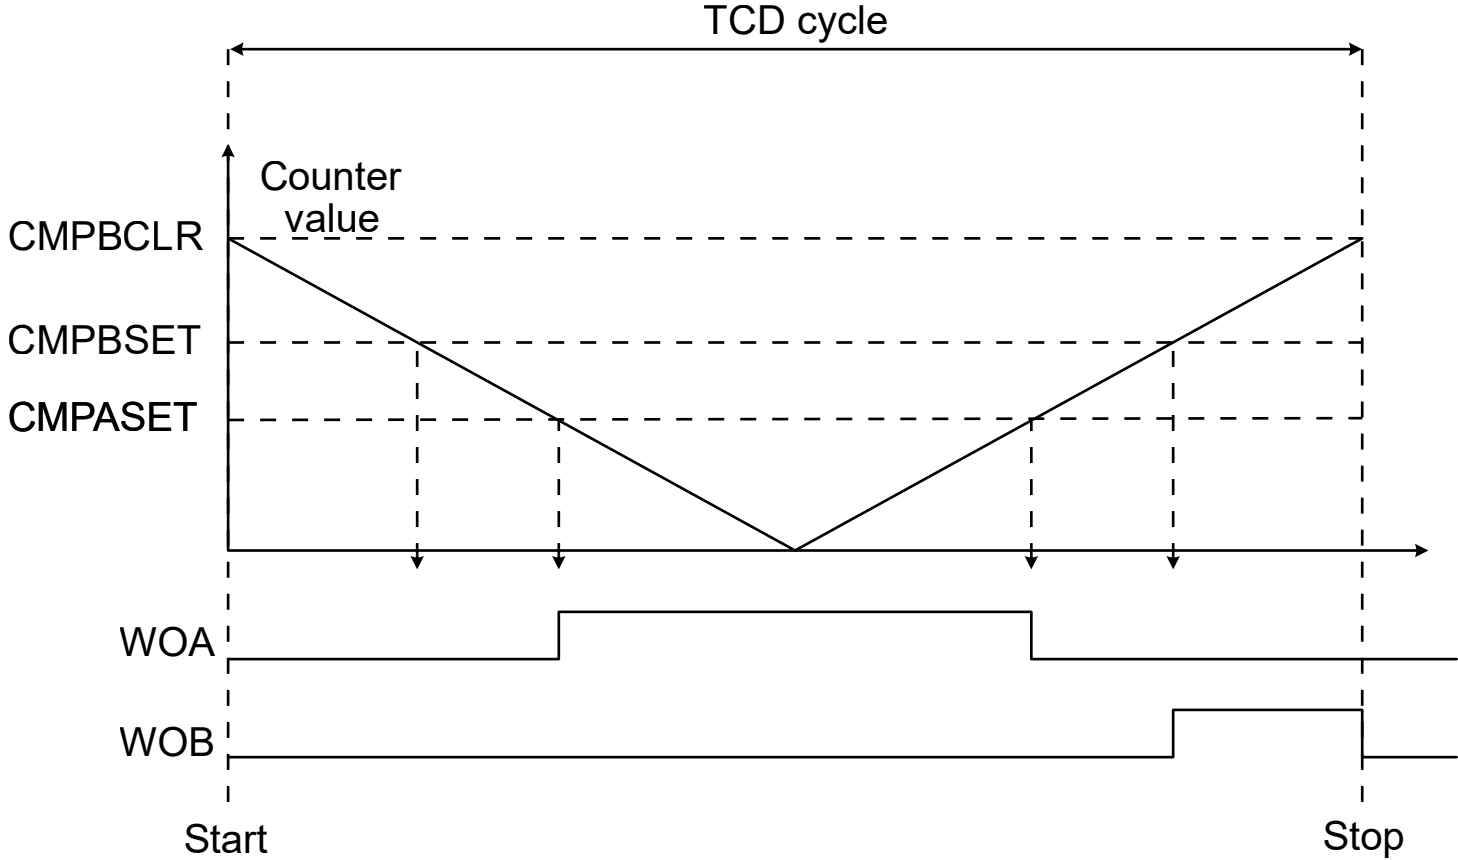 TCD cycle
Counter
value
CMPBCLR
CMPBSET
CMPASET
WOA
WOB
Start
Stop